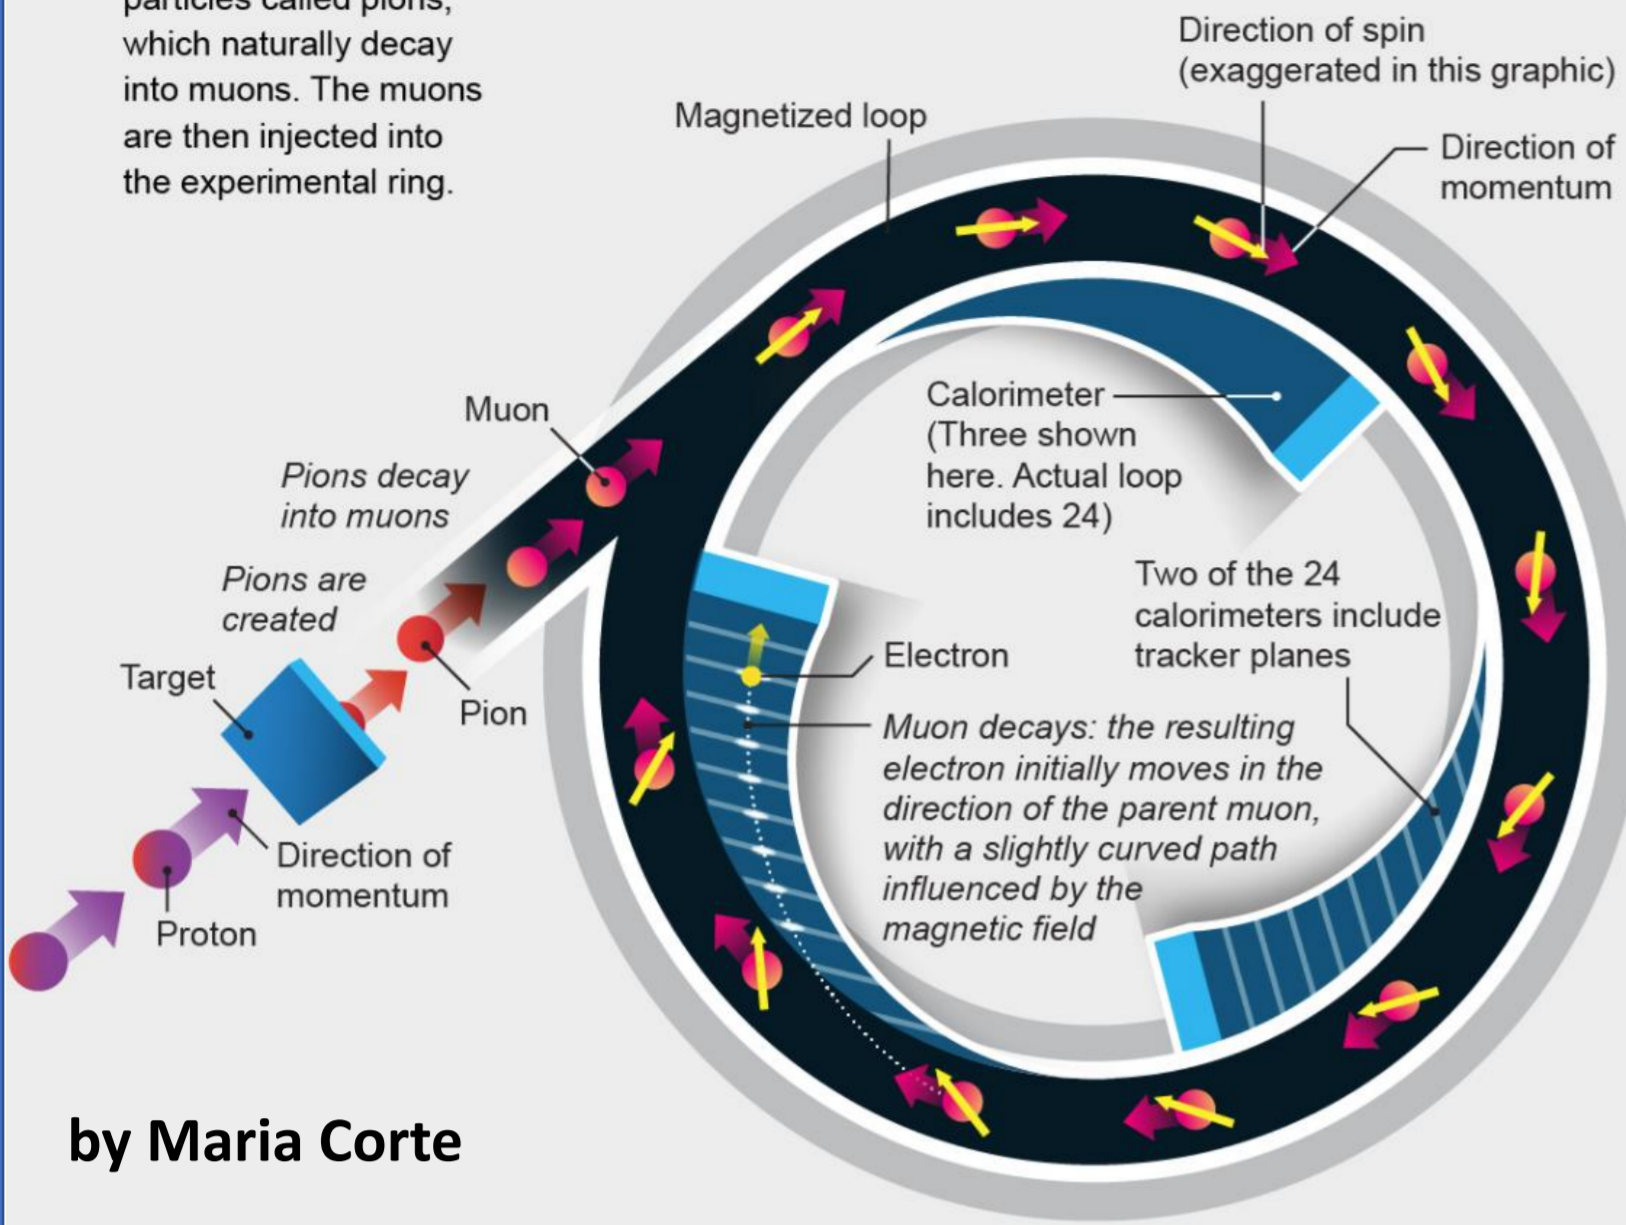 particles called pions,
which naturally decay
into muons. The muons
are then injected into
the experimental ring.
Direction of spin
(exaggerated in this graphic)
Magnetized loop
Direction of
momentum
Muon
Pions decay
into muons
Calorimeter
(Three shown
here. Actual loop
includes 24)
Pions are
created
Two of the 24
calorimeters include
tracker planes
Electron
Target
Pion
Muon decays: the resulting
electron initially moves in the
direction of the parent muon,
with a slightly curved path
influenced by the
magnetic field
Direction of
momentum
Proton
by Maria Corte